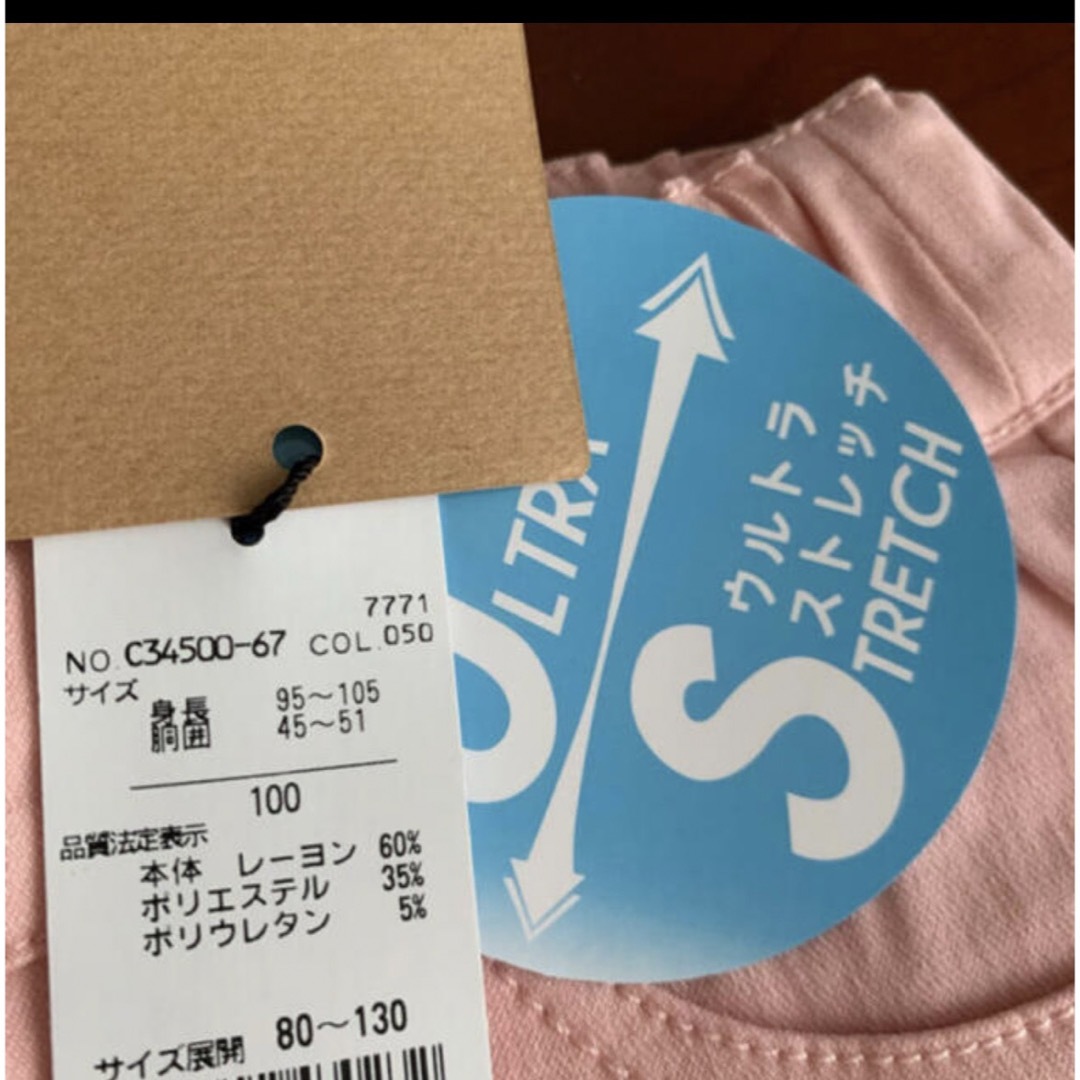 7771
NO.C34500-67 COL.050
サイズ
身長 95〜105
胴囲 45〜51
100
品質法定表示
本体 レーヨン 60%
ポリエステル 35%
ポリウレタン 5%
サイズ展開 80〜130
ULTRA
ウルトラ
ストレッチ
STRETCH